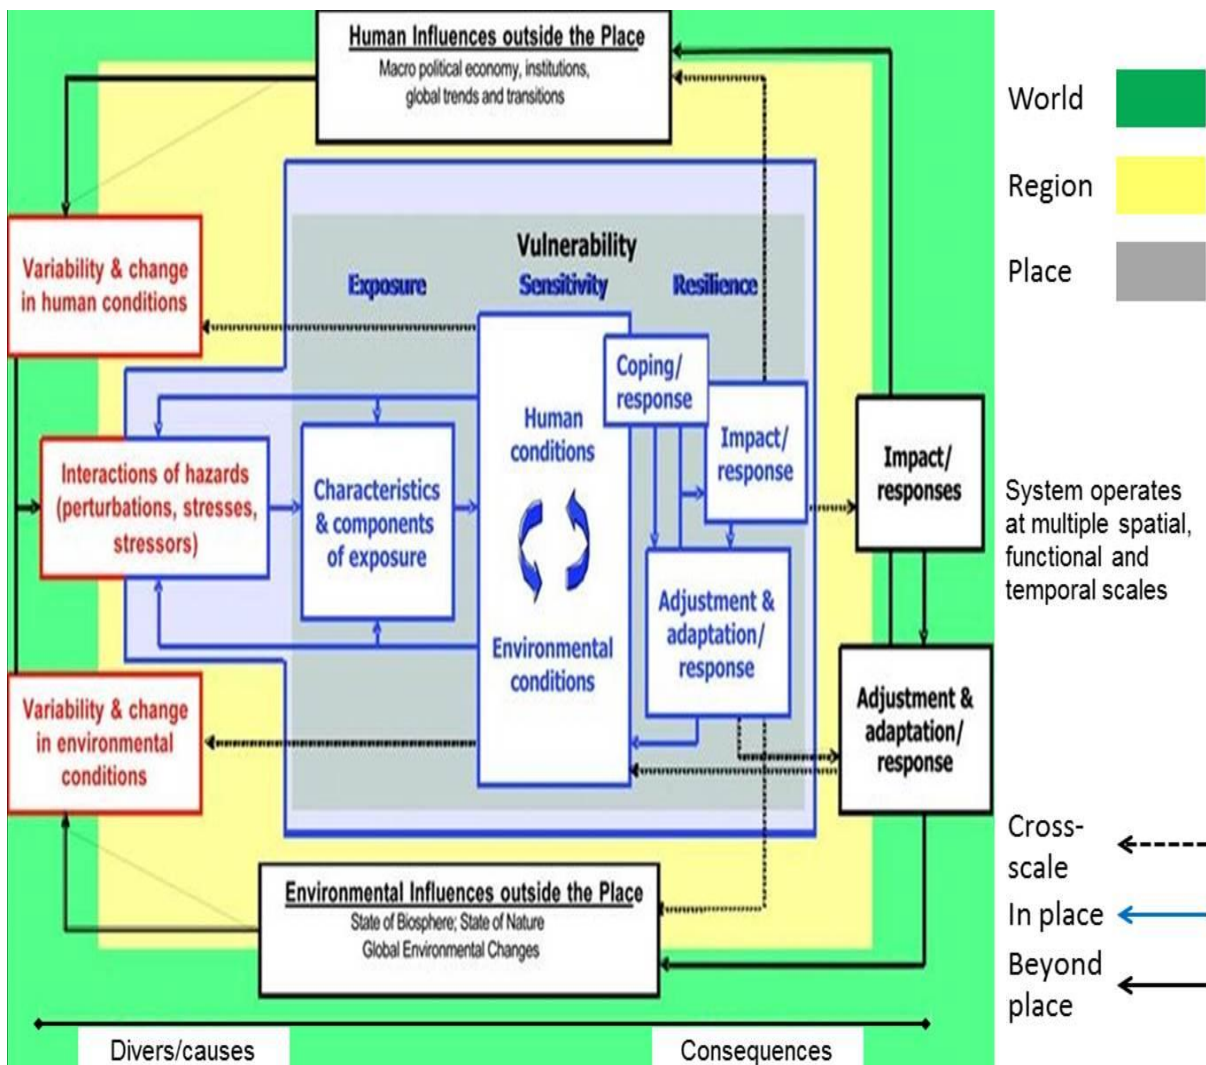 Human Influences outside the Place
Macro political economy, institutions,
global trends and transitions
World
Region
Place
Vulnerability
Exposure
Sensitivity
Resilience
Variability & change
in human conditions
Coping/
response
Human
conditions
Impact/
response
Impact/
responses
Interactions of hazards
(perturbations, stresses,
stressors)
Characteristics
& components
of exposure
System operates
at multiple spatial,
functional and
temporal scales
Adjustment &
adaptation/
response
Environmental
conditions
Variability & change
in environmental
conditions
Adjustment &
adaptation/
response
Environmental Influences outside the Place
State of Biosphere; State of Nature
Global Environmental Changes
Cross-
scale
In place
Beyond
place
Divers/causes
Consequences